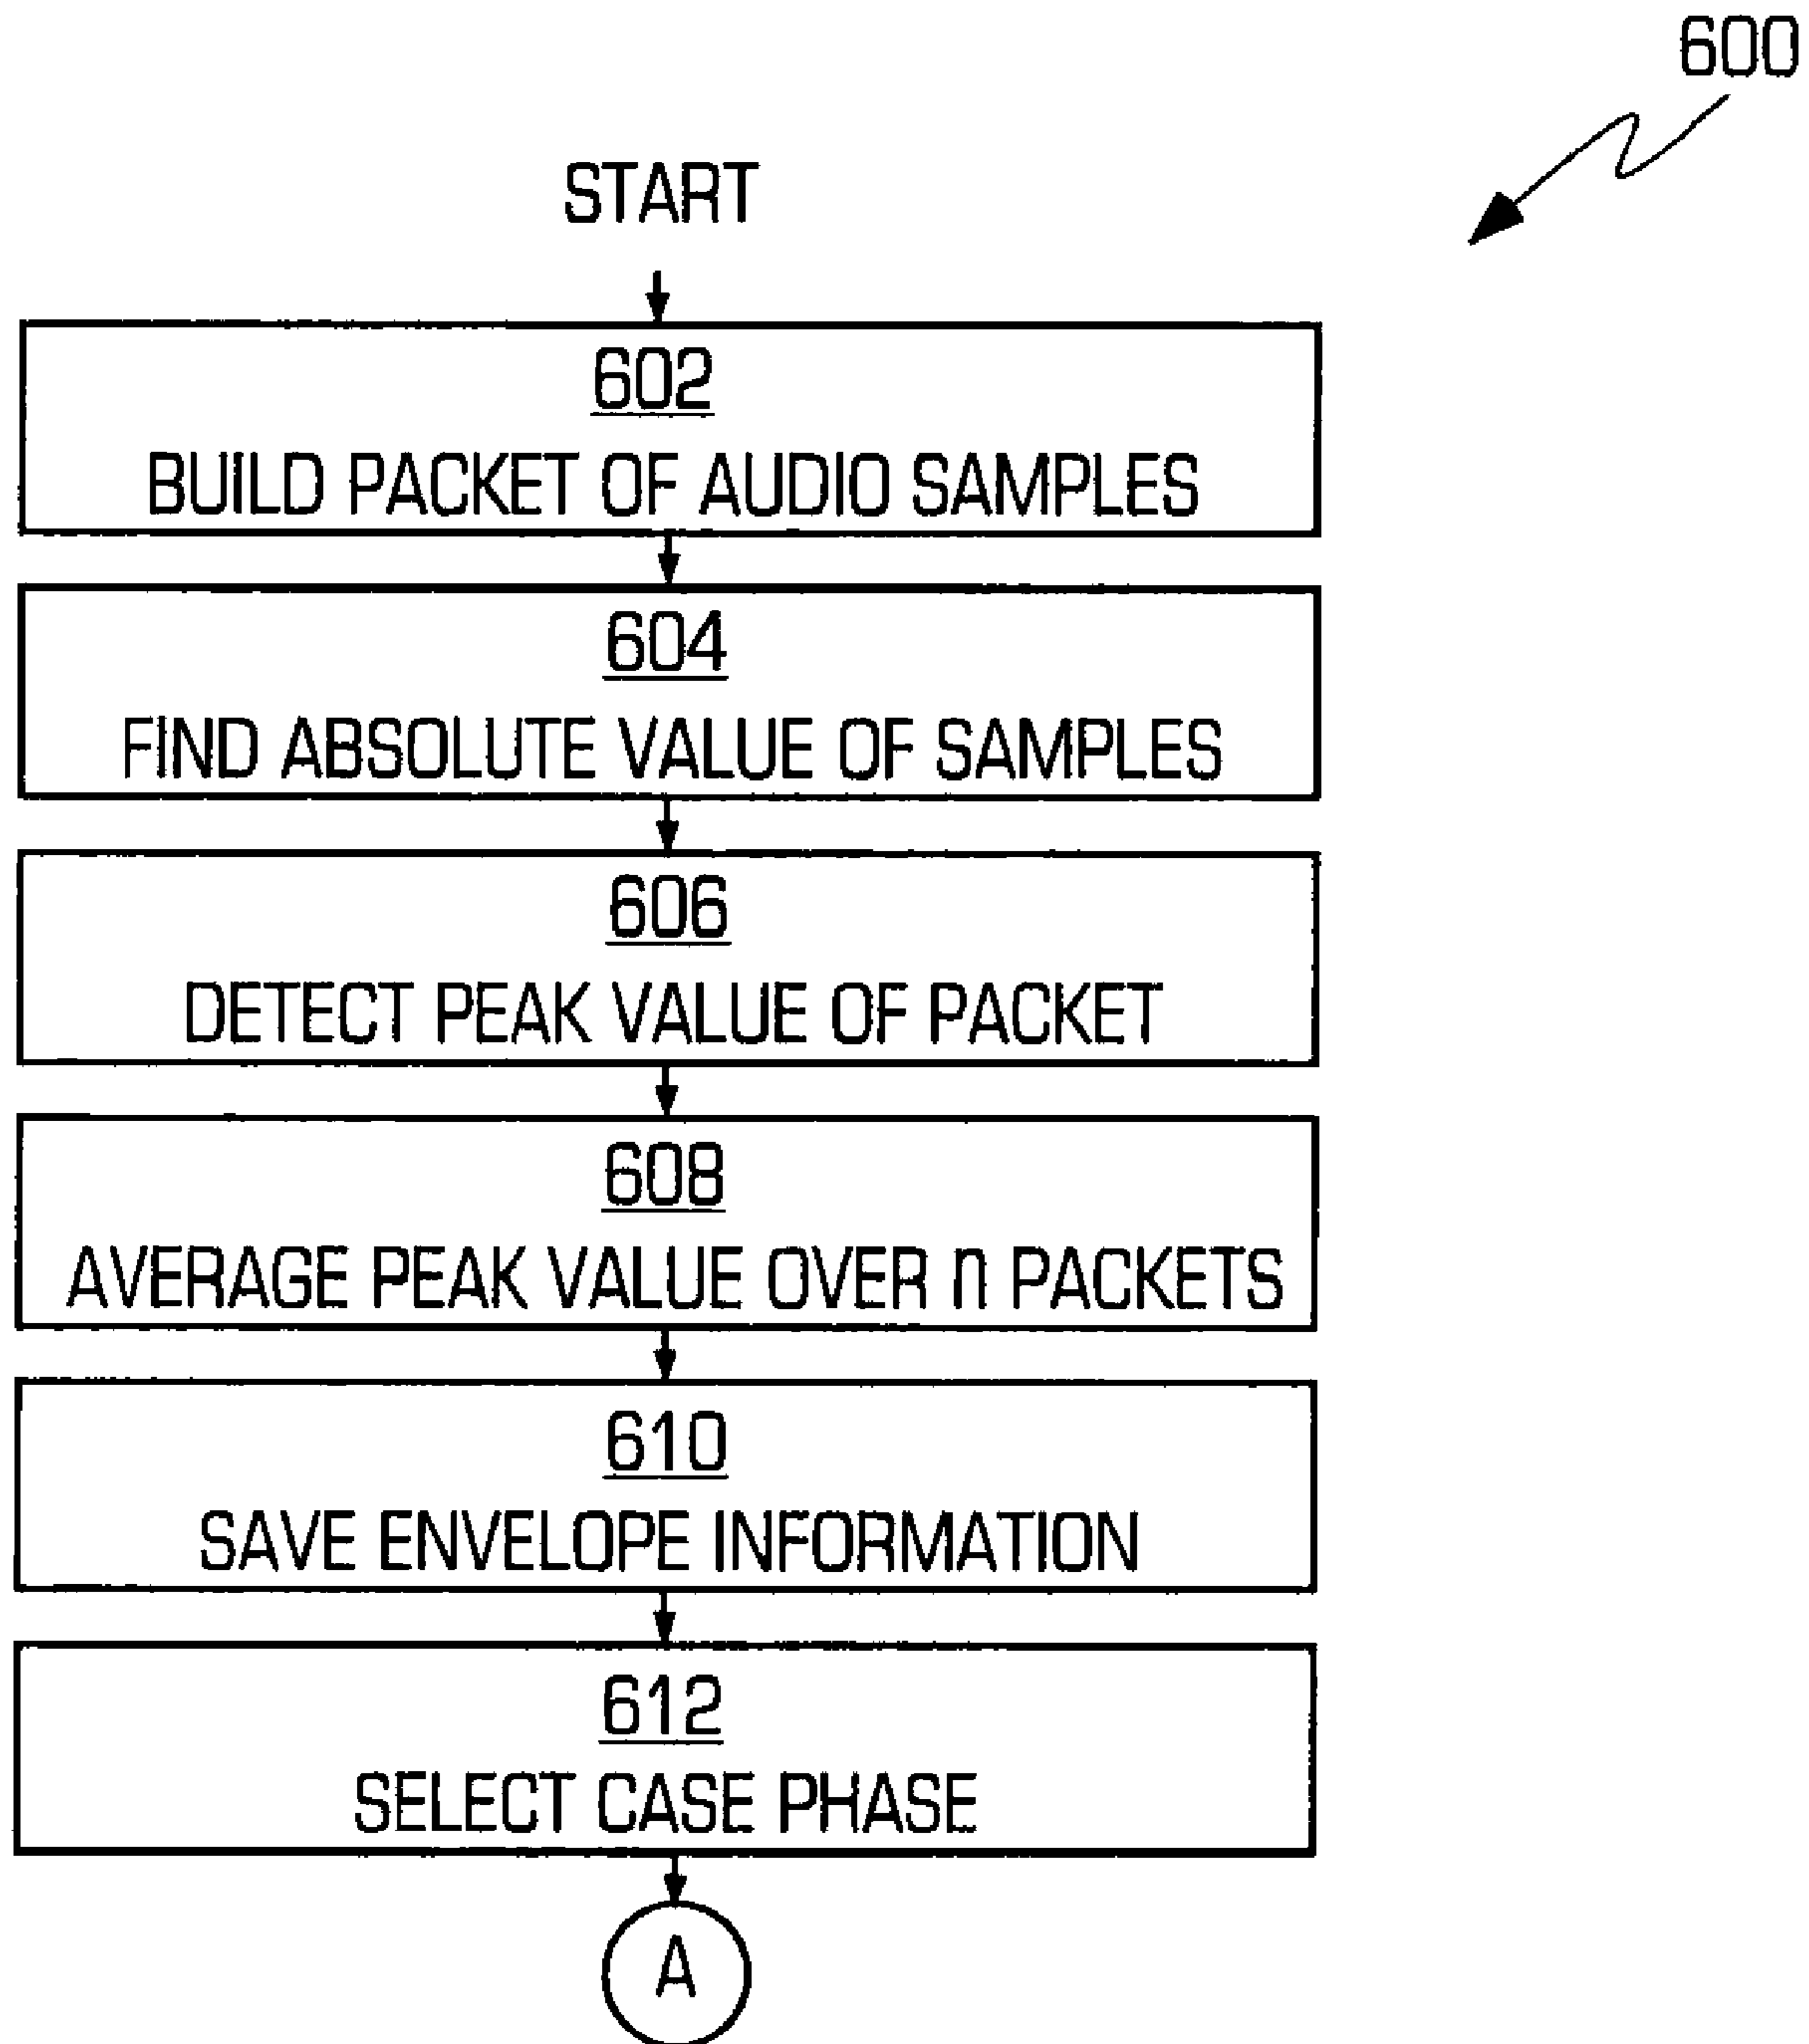 600
START
602
BUILD PACKET OF AUDIO SAMPLES
604
FIND ABSOLUTE VALUE OF SAMPLES
606
DETECT PEAK VALUE OF PACKET
608
AVERAGE PEAK VALUE OVER n PACKETS
610
SAVE ENVELOPE INFORMATION
612
SELECT CASE PHASE
A